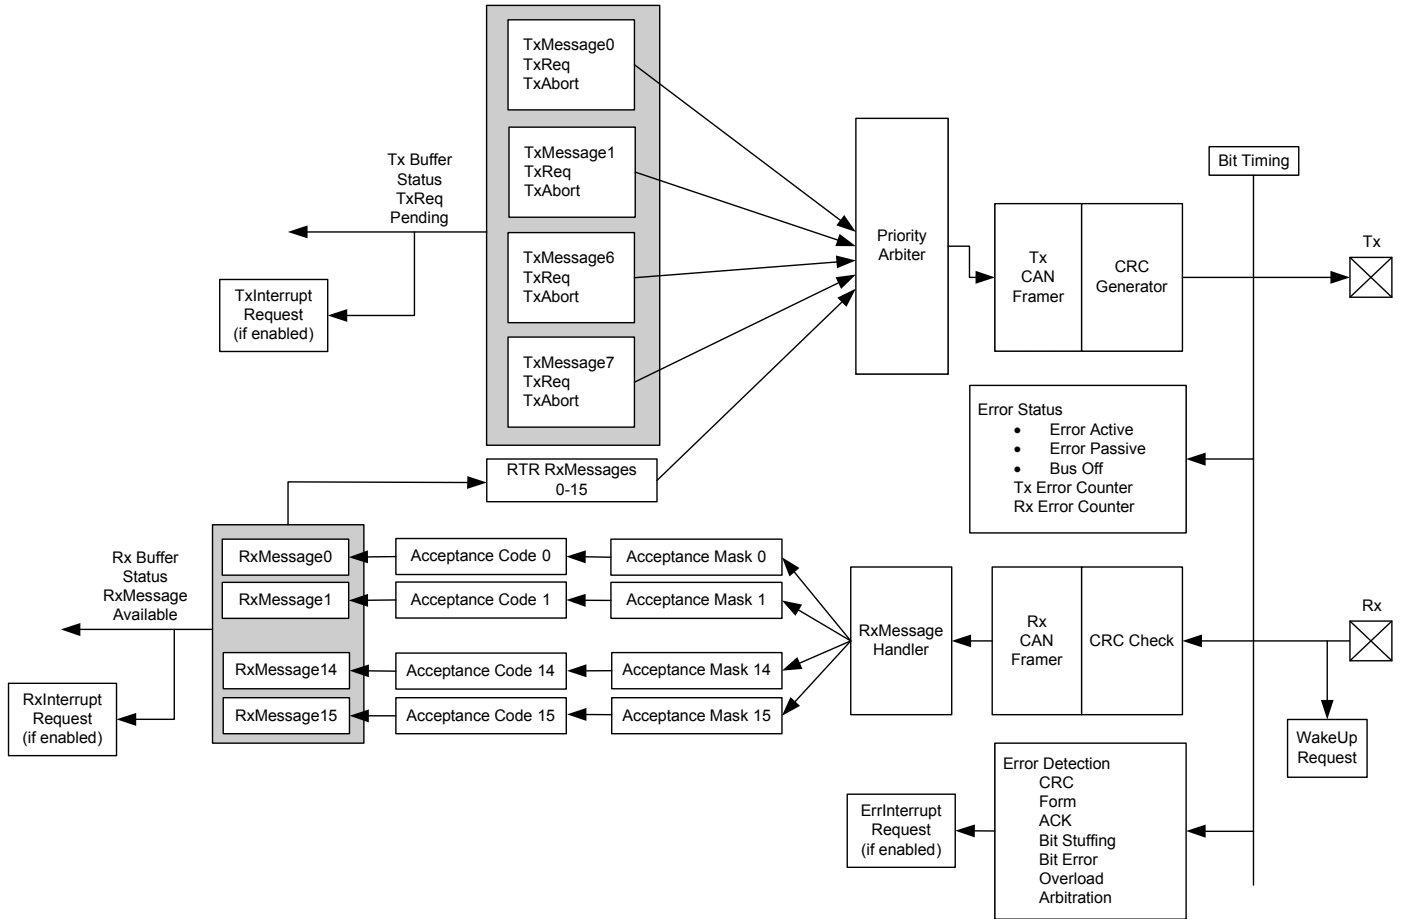 TxMessage0
TxReq
TxAbort
TxMessage1
TxReq
TxAbort
TxMessage6
TxReq
TxAbort
TxMessage7
TxReq
TxAbort
Tx Buffer
Status
TxReq
Pending
TxInterrupt
Request
(if enabled)
Priority
Arbiter
Tx
CAN
Framer
CRC
Generator
Bit Timing
Tx
Error Status
• Error Active
• Error Passive
• Bus Off
Tx Error Counter
Rx Error Counter
RTR RxMessages
0-15
Rx Buffer
Status
RxMessage
Available
RxInterrupt
Request
(if enabled)
RxMessage0
Acceptance Code 0
Acceptance Mask 0
RxMessage1
Acceptance Code 1
Acceptance Mask 1
RxMessage14
Acceptance Code 14
Acceptance Mask 14
RxMessage15
Acceptance Code 15
Acceptance Mask 15
RxMessage
Handler
Rx
CAN
Framer
CRC Check
Rx
WakeUp
Request
Error Detection
CRC
Form
ACK
Bit Stuffing
Bit Error
Overload
Arbitration
ErrInterrupt
Request
(if enabled)